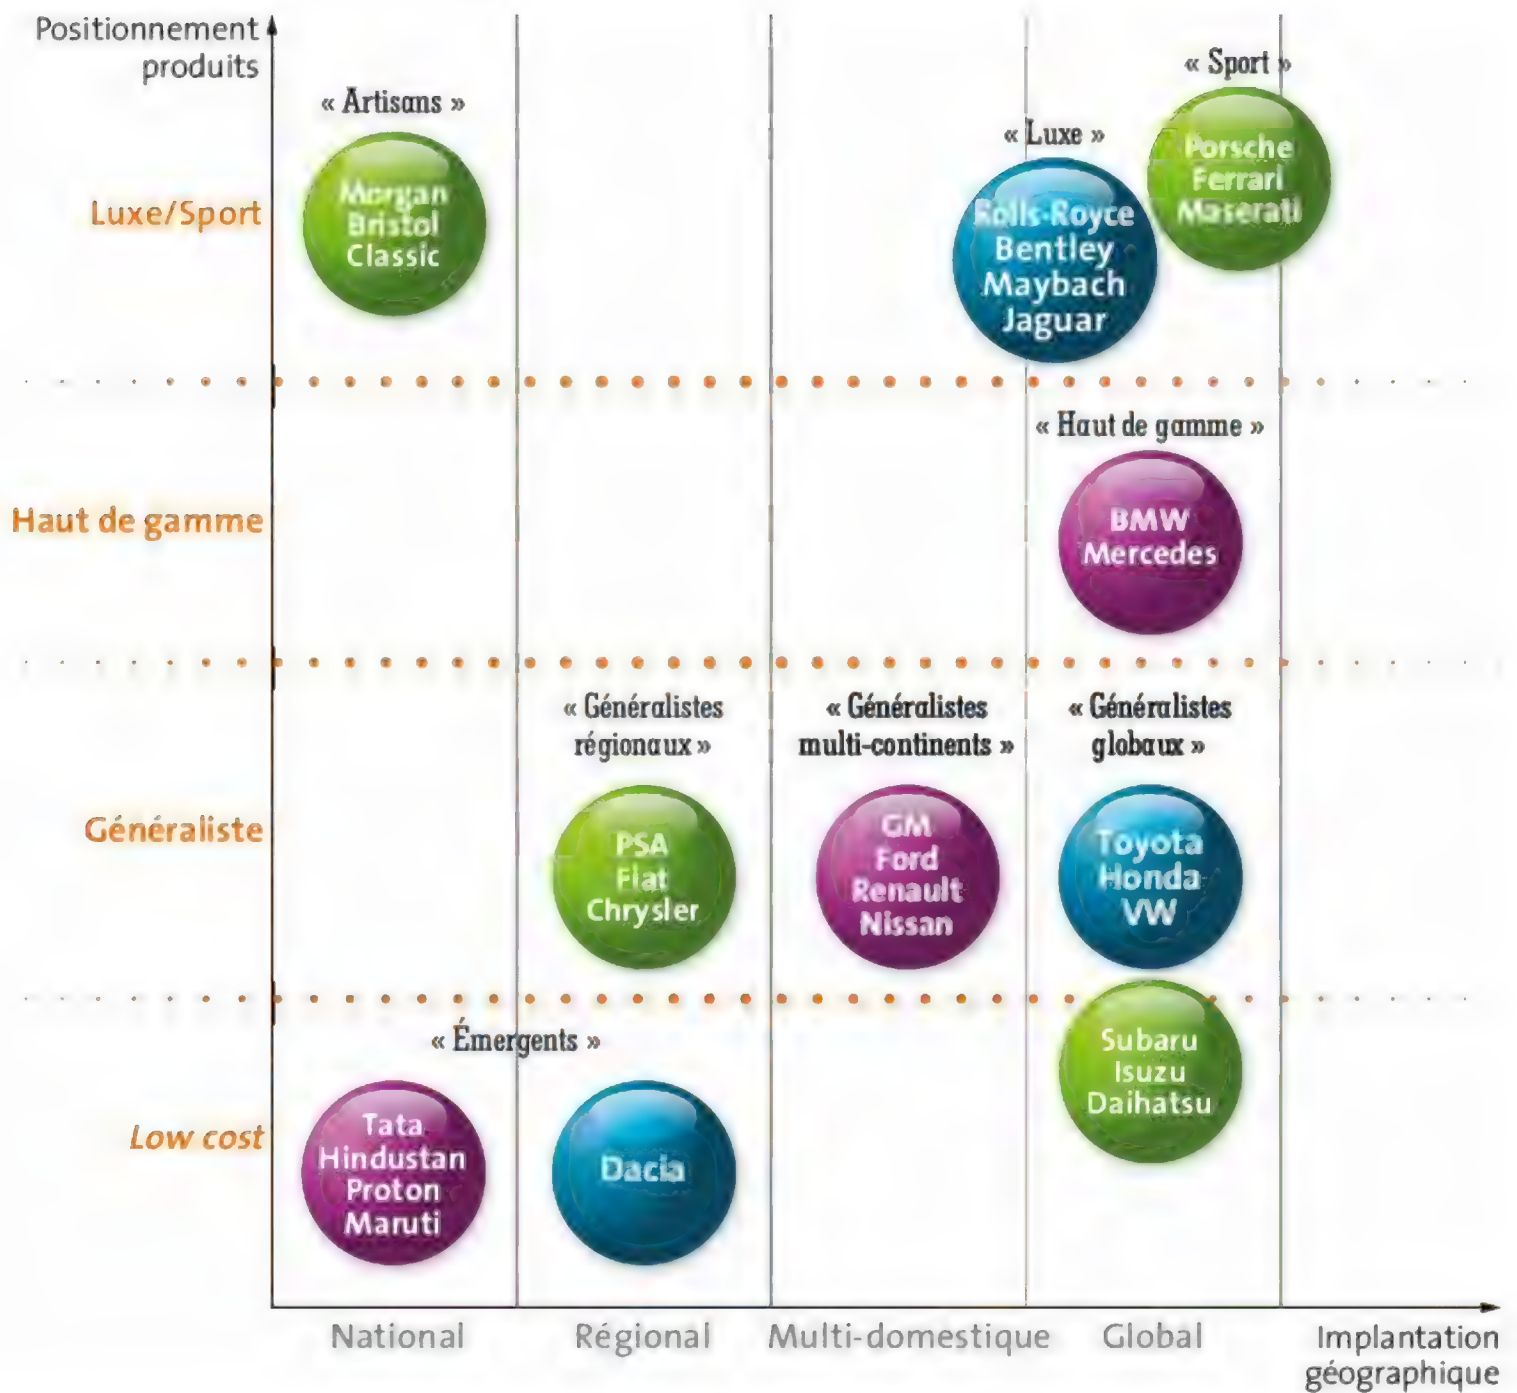 Positionnement
produits
« Artisans »
Morgan
Bristol
Classic
« Luxe »
Rolls-Royce
Bentley
Maybach
Jaguar
« Sport »
Porsche
Ferrari
Maserati
Luxe/Sport
« Haut de gamme »
BMW
Mercedes
Haut de gamme
« Généralistes
régionaux »
PSA
Fiat
Chrysler
« Généralistes
multi-continents »
GM
Ford
Renault
Nissan
« Généralistes
globaux »
Toyota
Honda
VW
Généraliste
« Émergents »
Tata
Hindustan
Proton
Maruti
Dacia
Subaru
Isuzu
Daihatsu
Low cost
National
Régional
Multi-domestique
Global
Implantation
géographique